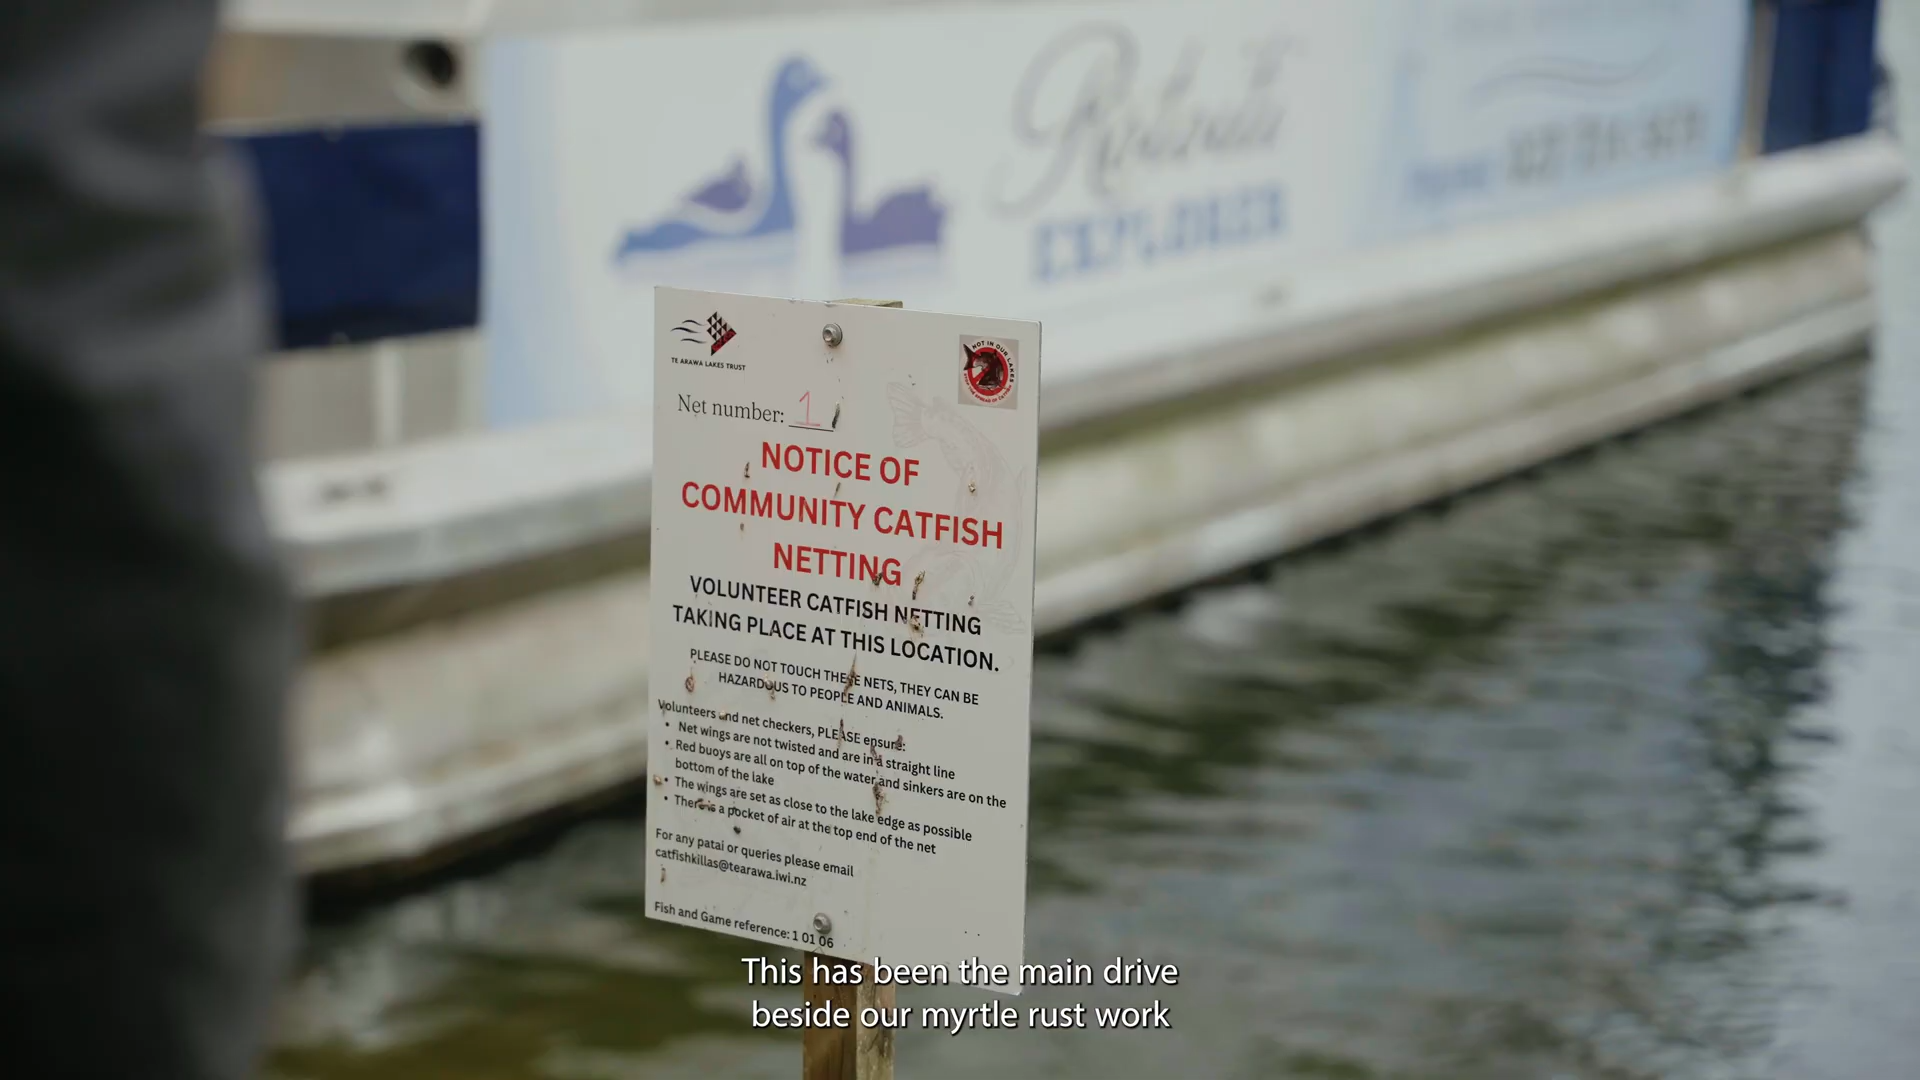 Rotoiti
EXPLORER
TE ARAWA LAKES TRUST
NOT IN OUR LAKES
Net number: 1
NOTICE OF
COMMUNITY CATFISH
NETTING
VOLUNTEER CATFISH NETTING
TAKING PLACE AT THIS LOCATION.
PLEASE DO NOT TOUCH THESE NETS, THEY CAN BE
HAZARDOUS TO PEOPLE AND ANIMALS.
Volunteers and net checkers, PLEASE ensure:
• Net wings are not twisted and are in a straight line
• Red buoys are all on top of the water and sinkers are on the
bottom of the lake
• The wings are set as close to the lake edge as possible
• There is a pocket of air at the top end of the net
For any patai or queries please email
catfishkillas@tearawa.iwi.nz
Fish and Game reference: 1 01 06
This has been the main drive
beside our myrtle rust work